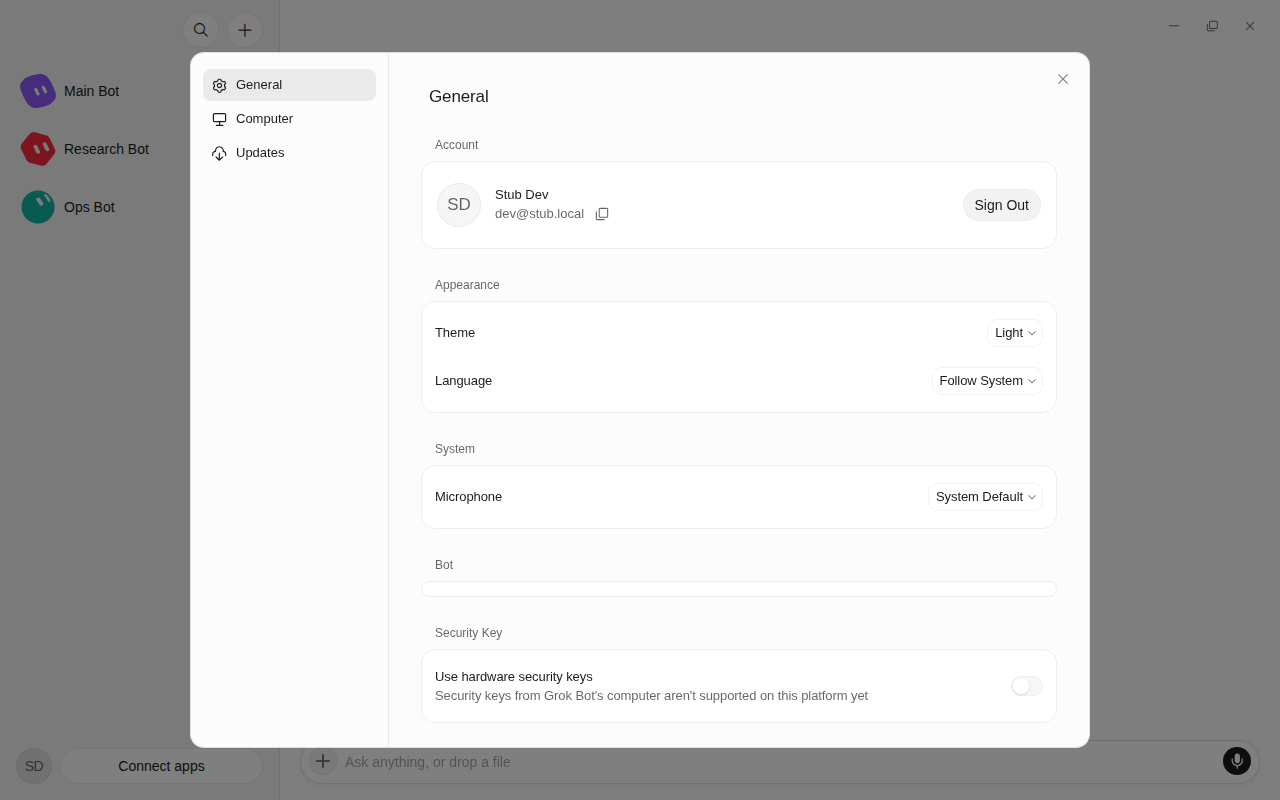 Main Bot
Research Bot
Ops Bot
SD
Connect apps
General
Computer
Updates
General
Account
SD
Stub Dev
dev@stub.local
Sign Out
Appearance
Theme
Light
Language
Follow System
System
Microphone
System Default
Bot
Security Key
Use hardware security keys
Security keys from Grok Bot's computer aren't supported on this platform yet
Ask anything, or drop a file